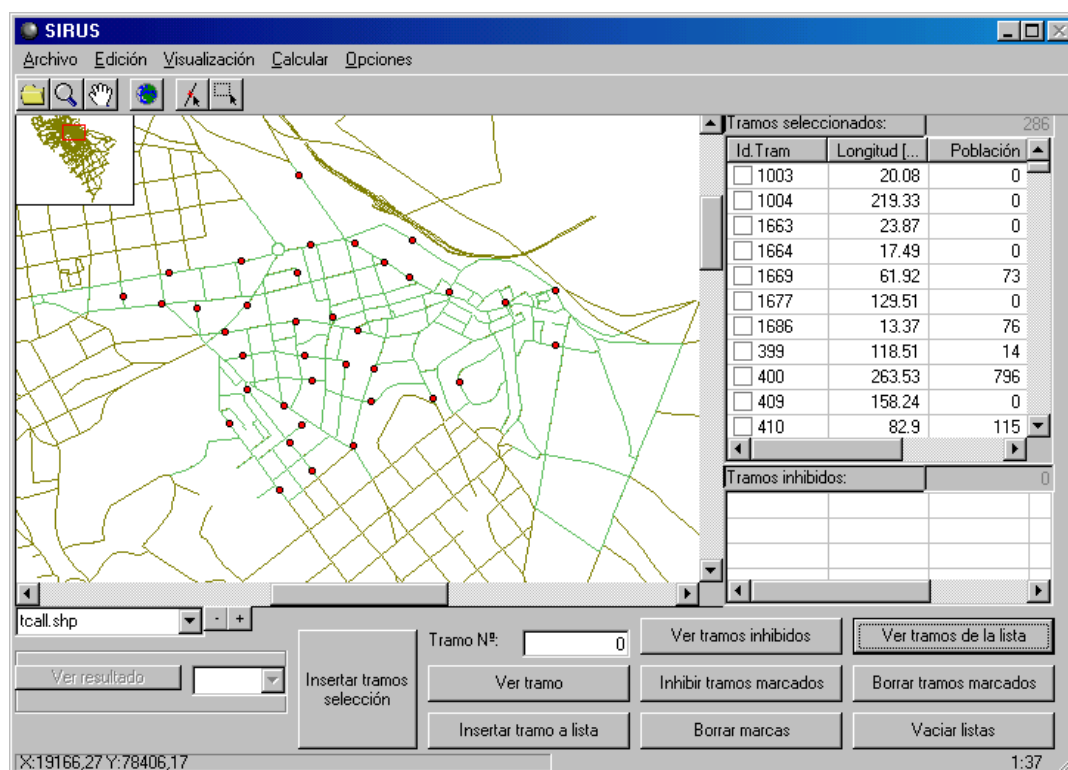 SIRUS
Archivo Edición Visualización Calcular Opciones
Tramos seleccionados: 286
Id.Tram Longitud [... Población
1003 20.08 0
1004 219.33 0
1663 23.87 0
1664 17.49 0
1669 61.92 73
1677 129.51 0
1686 13.37 76
399 118.51 14
400 263.53 796
409 158.24 0
410 82.9 115
Tramos inhibidos: 0
tcall.shp - +
Ver resultado
Insertar tramos
selección
Tramo Nº: 0
Ver tramo
Insertar tramo a lista
Ver tramos inhibidos
Inhibir tramos marcados
Borrar marcas
Ver tramos de la lista
Borrar tramos marcados
Vaciar listas
X:19166,27 Y:78406,17 1:37